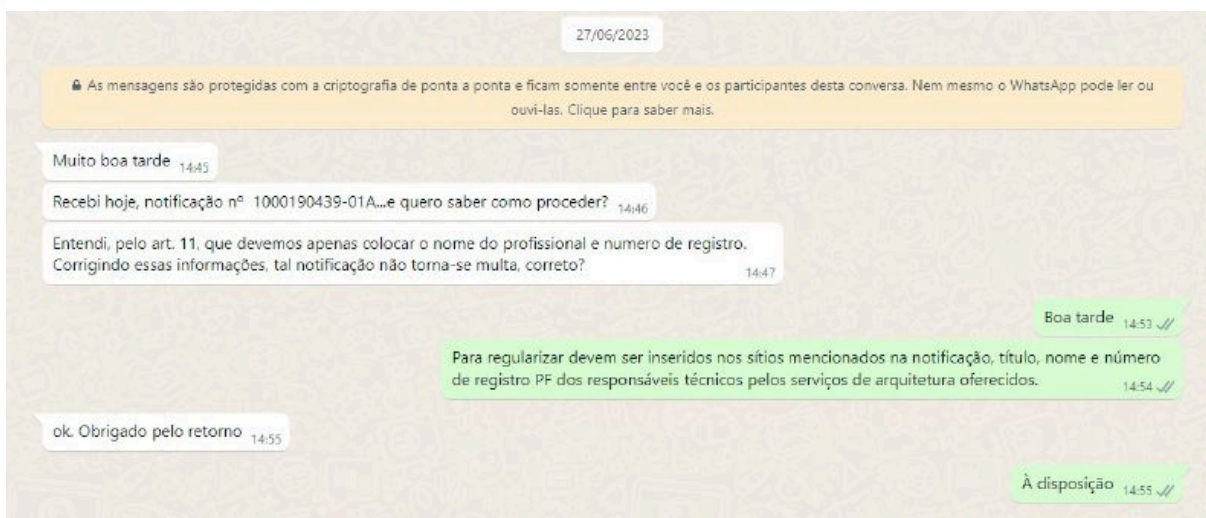 27/06/2023
As mensagens são protegidas com a criptografia de ponta a ponta e ficam somente entre você e os participantes desta conversa. Nem mesmo o WhatsApp pode ler ou
ouvi-las. Clique para saber mais.
Muito boa tarde 14:45
Recebi hoje, notificação nº 1000190439-01A...e quero saber como proceder? 14:46
Entendi, pelo art. 11, que devemos apenas colocar o nome do profissional e numero de registro.
Corrigindo essas informações, tal notificação não torna-se multa, correto? 14:47
Boa tarde 14:53
Para regularizar devem ser inseridos nos sítios mencionados na notificação, título, nome e número
de registro PF dos responsáveis técnicos pelos serviços de arquitetura oferecidos. 14:54
ok. Obrigado pelo retorno 14:55
À disposição 14:55